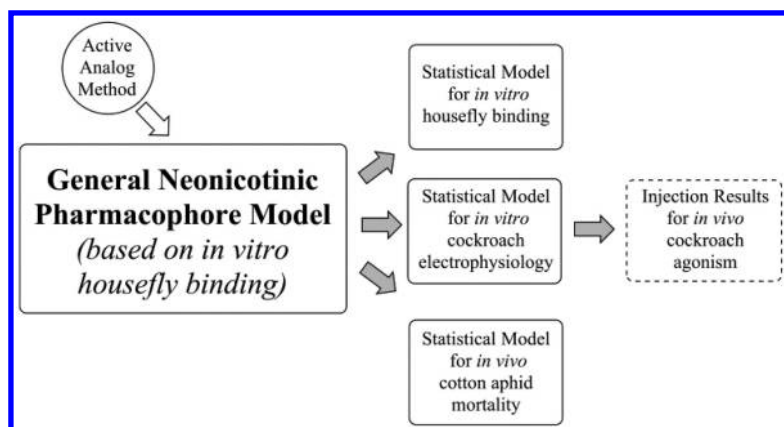 Active
Analog
Method
General Neonicotinic
Pharmacophore Model
(based on in vitro
housefly binding)
Statistical Model
for in vitro
housefly binding
Statistical Model
for in vitro
cockroach
electrophysiology
Injection Results
for in vivo
cockroach
agonism
Statistical Model
for in vivo
cotton aphid
mortality